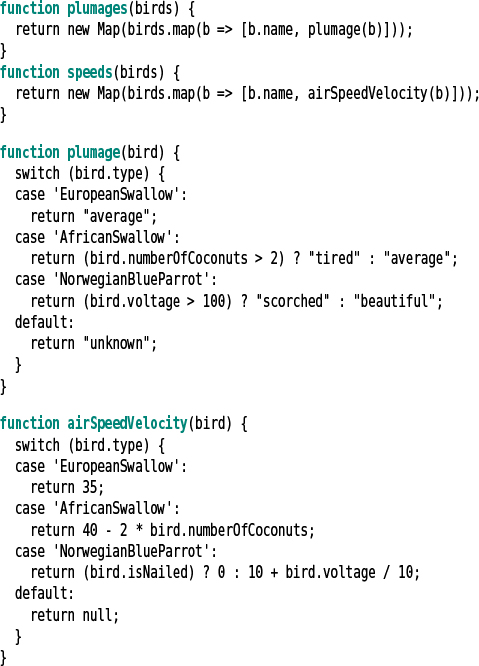 function plumages(birds) {
  return new Map(birds.map(b => [b.name, plumage(b)]));
}
function speeds(birds) {
  return new Map(birds.map(b => [b.name, airSpeedVelocity(b)]));
}

function plumage(bird) {
  switch (bird.type) {
  case 'EuropeanSwallow':
    return "average";
  case 'AfricanSwallow':
    return (bird.numberOfCoconuts > 2) ? "tired" : "average";
  case 'NorwegianBlueParrot':
    return (bird.voltage > 100) ? "scorched" : "beautiful";
  default:
    return "unknown";
  }
}

function airSpeedVelocity(bird) {
  switch (bird.type) {
  case 'EuropeanSwallow':
    return 35;
  case 'AfricanSwallow':
    return 40 - 2 * bird.numberOfCoconuts;
  case 'NorwegianBlueParrot':
    return (bird.isNailed) ? 0 : 10 + bird.voltage / 10;
  default:
    return null;
  }
}